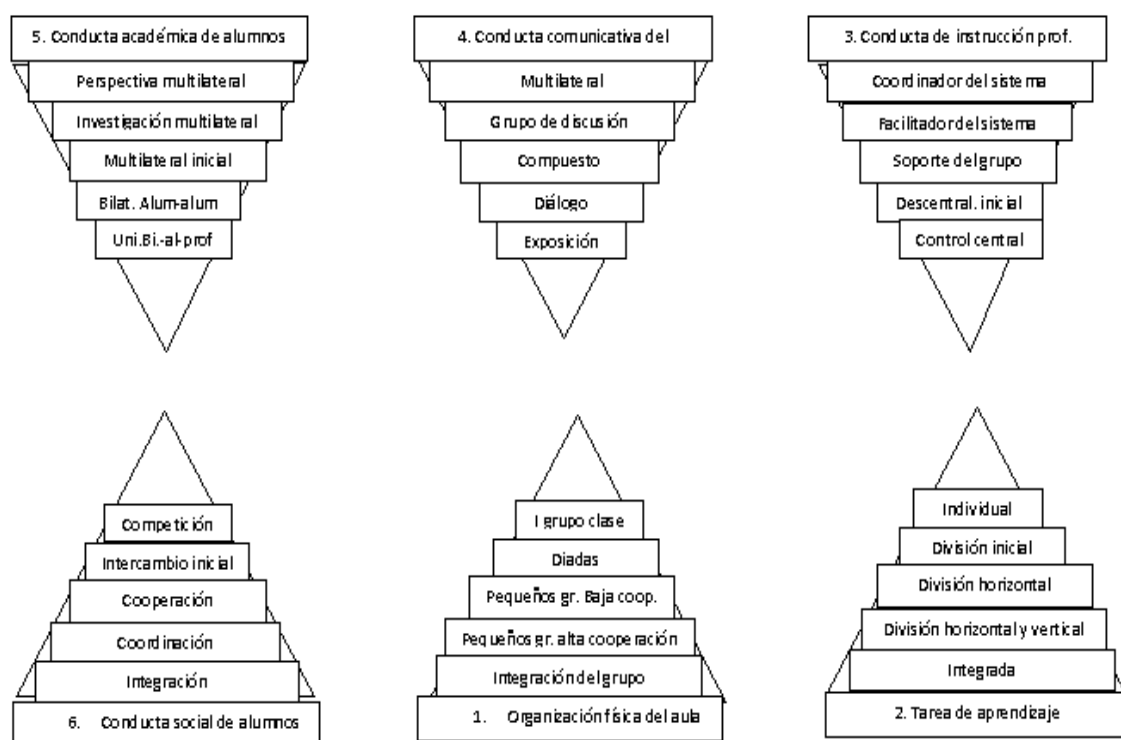 5. Conducta académica de alumnos
Perspectiva multilateral
Investigación multilateral
Multilateral inicial
Bilat. Alum-alum
Uni.Bi.-al-prof
4. Conducta comunicativa del
Multilateral
Grupo de discusión
Compuesto
Diálogo
Exposición
3. Conducta de instrucción prof.
Coordinador del sistema
Facilitador del sistema
Soporte del grupo
Descentral. inicial
Control central
Competición
Intercambio inicial
Cooperación
Coordinación
Integración
6. Conducta social de alumnos
I grupo clase
Diadas
Pequeños gr. Baja coop.
Pequeños gr. alta cooperación
Integración del grupo
1. Organización física del aula
Individual
División inicial
División horizontal
División horizontal y vertical
Integrada
2. Tarea de aprendizaje